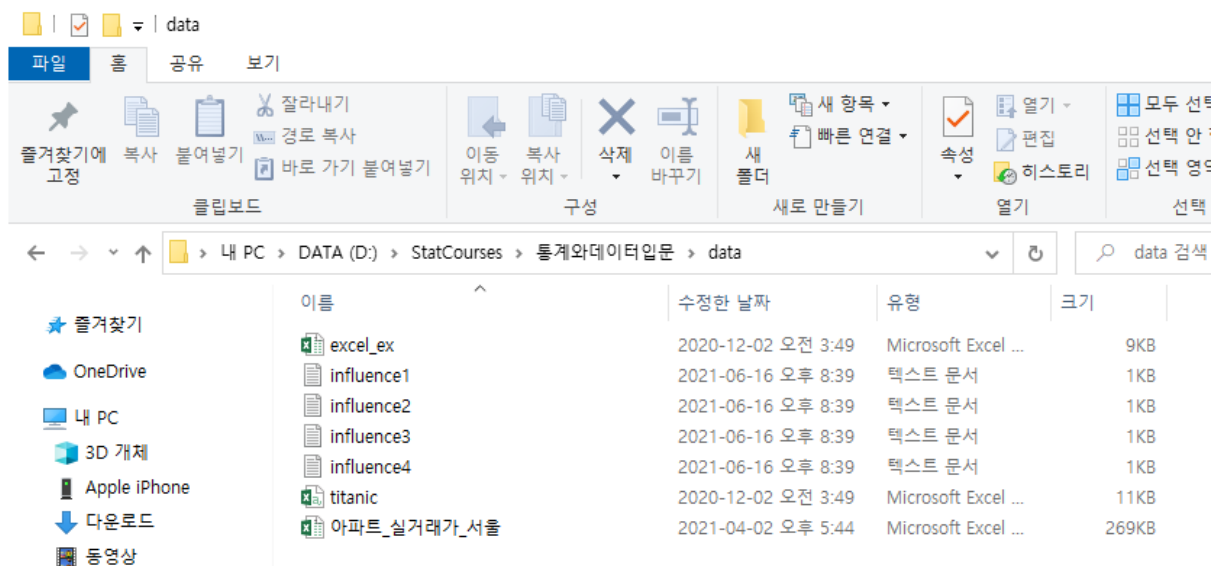 data
파일 홈 공유 보기
즐겨찾기에 고정
복사
붙여넣기
잘라내기
경로 복사
바로 가기 붙여넣기
클립보드
이동 위치
복사 위치
삭제
이름 바꾸기
구성
새 폴더
새 항목
빠른 연결
새로 만들기
속성
열기
편집
히스토리
열기
모두 선택
선택 안
선택 영역
선택
내 PC > DATA (D:) > StatCourses > 통계와데이터입문 > data
data 검색
이름 수정한 날짜 유형 크기
즐겨찾기
OneDrive
내 PC
3D 개체
Apple iPhone
다운로드
동영상
excel_ex 2020-12-02 오전 3:49 Microsoft Excel ... 9KB
influence1 2021-06-16 오후 8:39 텍스트 문서 1KB
influence2 2021-06-16 오후 8:39 텍스트 문서 1KB
influence3 2021-06-16 오후 8:39 텍스트 문서 1KB
influence4 2021-06-16 오후 8:39 텍스트 문서 1KB
titanic 2020-12-02 오전 3:49 Microsoft Excel ... 11KB
아파트_실거래가_서울 2021-04-02 오후 5:44 Microsoft Excel ... 269KB